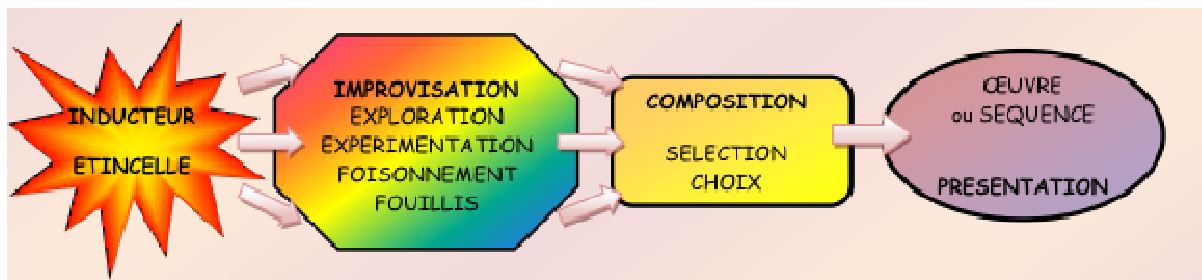 INDUCTEUR
ETINCELLE
IMPROVISATION
EXPLORATION
EXPERIMENTATION
FOISONNEMENT
FOUILLIS
COMPOSITION
SELECTION
CHOIX
ŒUVRE
ou SEQUENCE
PRESENTATION